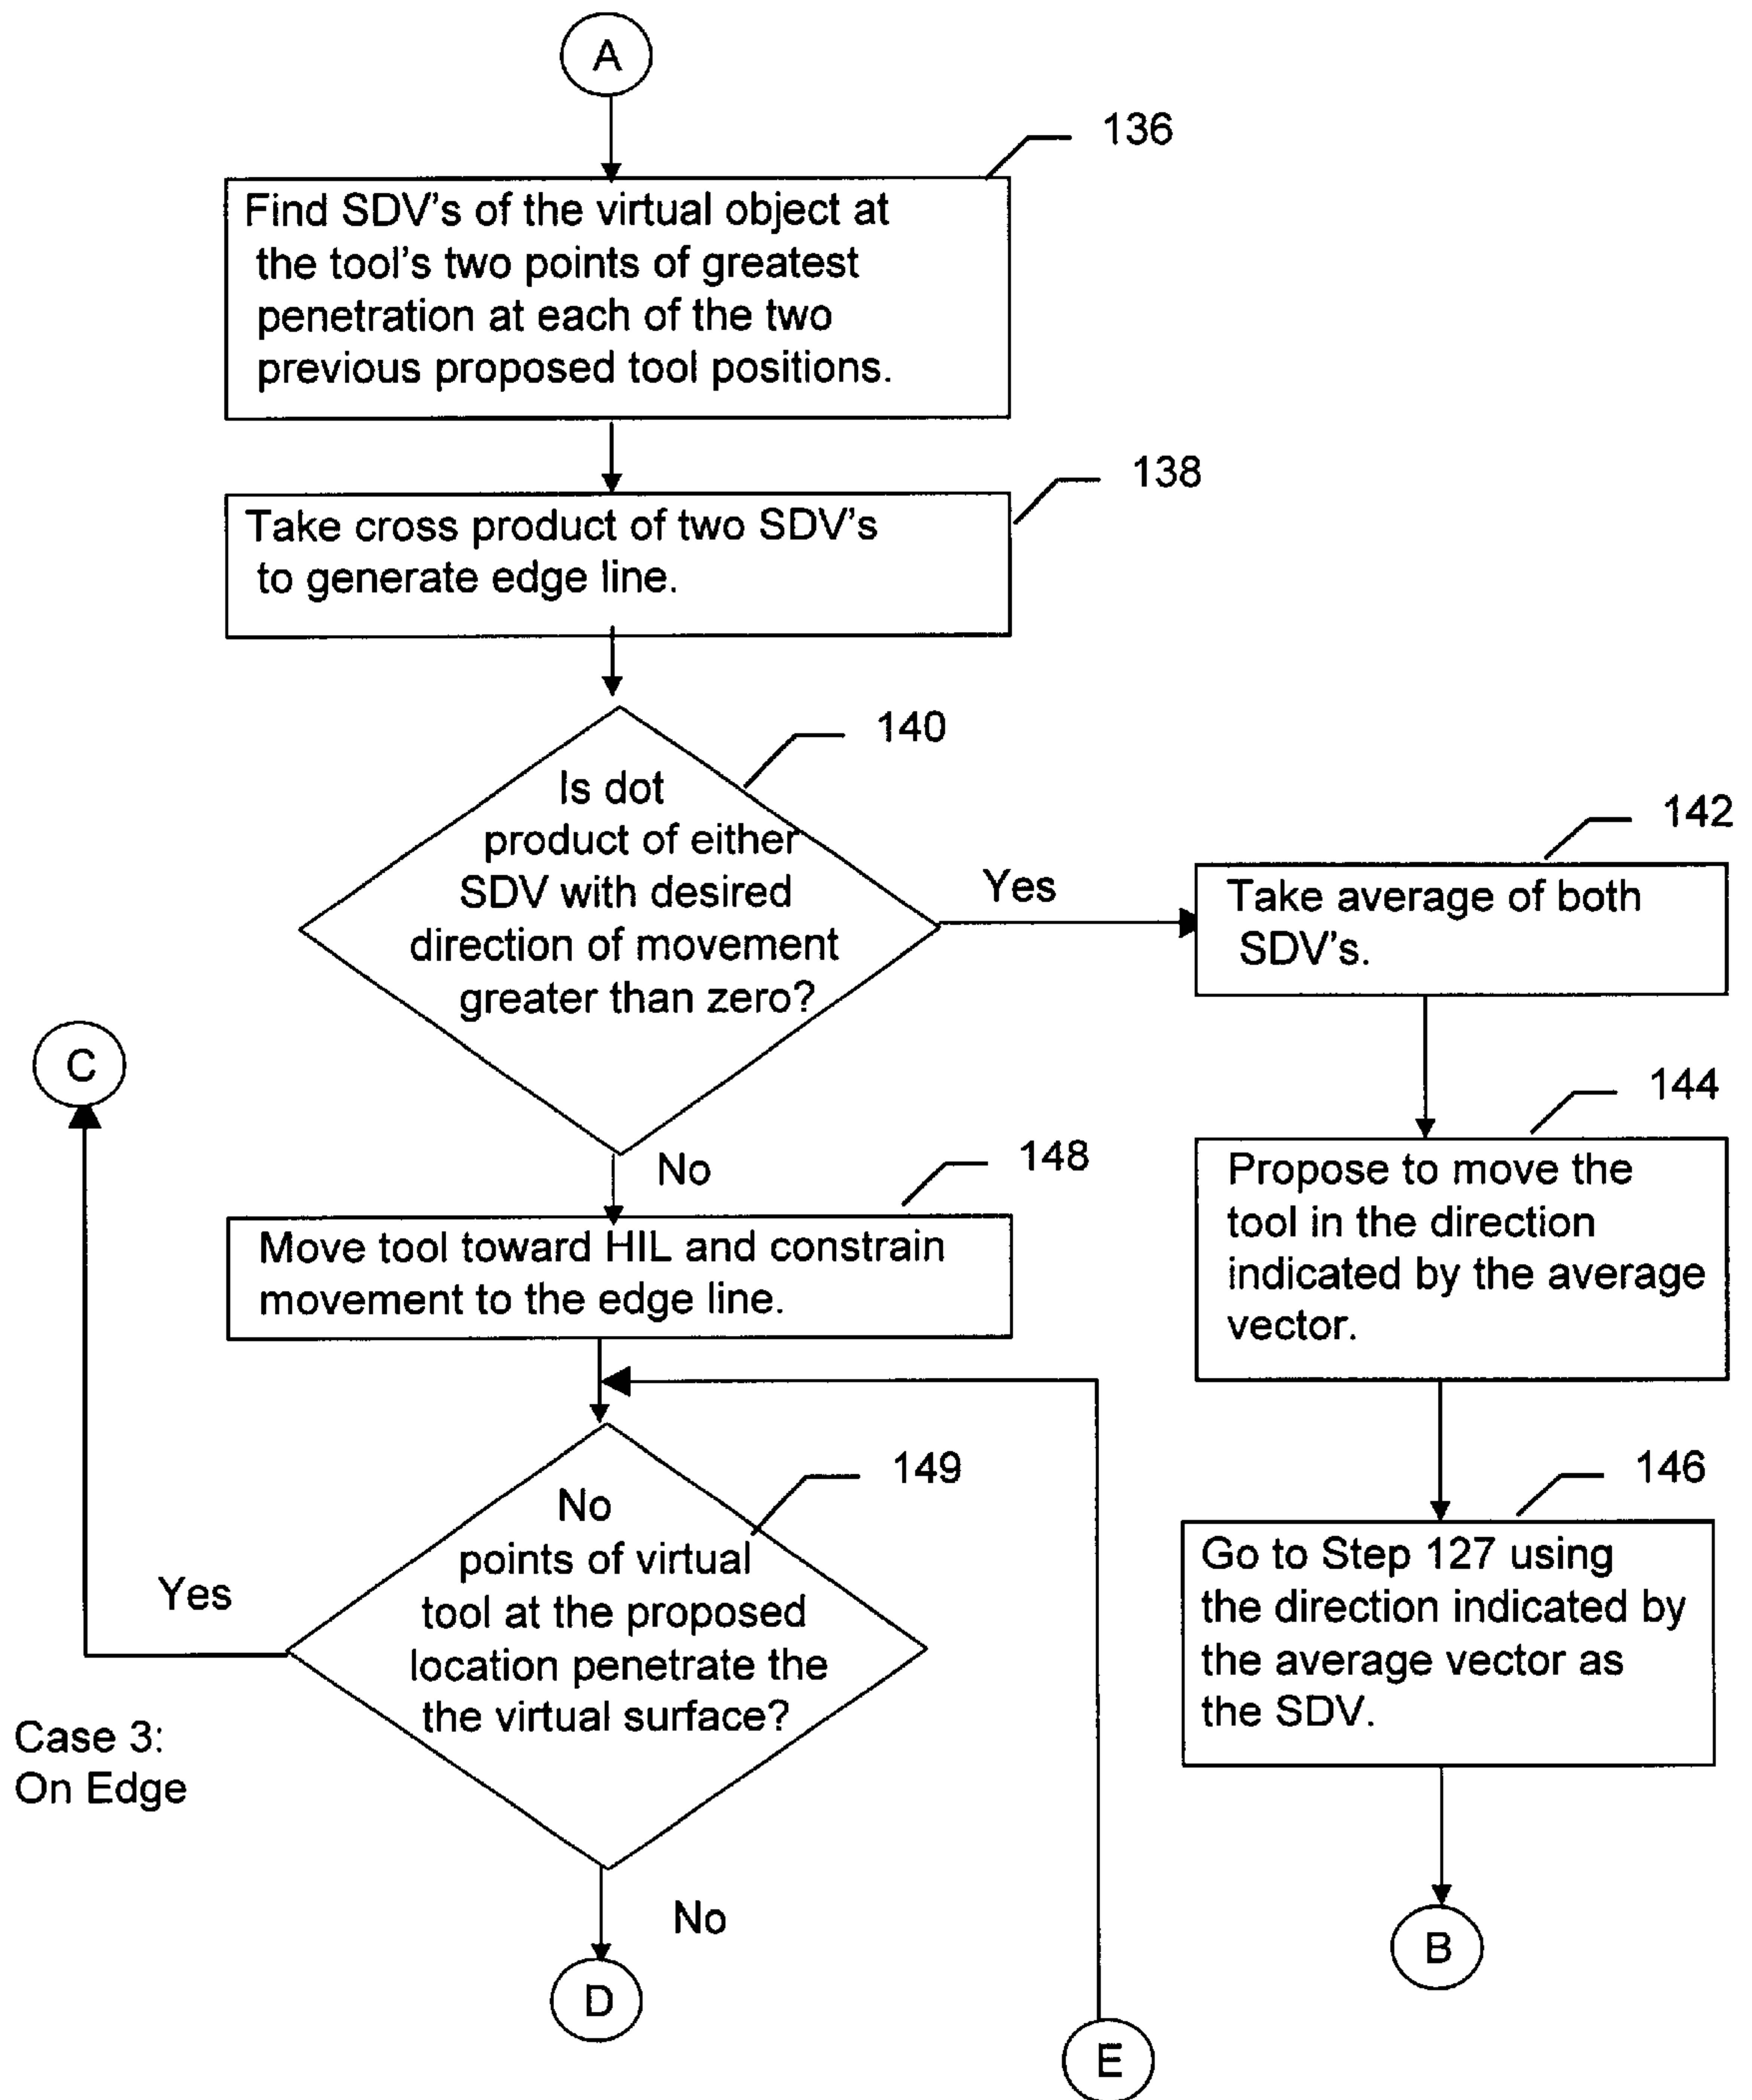 A
136
Find SDV's of the virtual object at
the tool's two points of greatest
penetration at each of the two
previous proposed tool positions.
138
Take cross product of two SDV's
to generate edge line.
140
Is dot
product of either
SDV with desired
direction of movement
greater than zero?
Yes
142
Take average of both
SDV's.
144
Propose to move the
tool in the direction
indicated by the average
vector.
146
Go to Step 127 using
the direction indicated by
the average vector as
the SDV.
B
C
No
148
Move tool toward HIL and constrain
movement to the edge line.
149
No
points of virtual
tool at the proposed
location penetrate the
the virtual surface?
Yes
Case 3:
On Edge
No
D
E